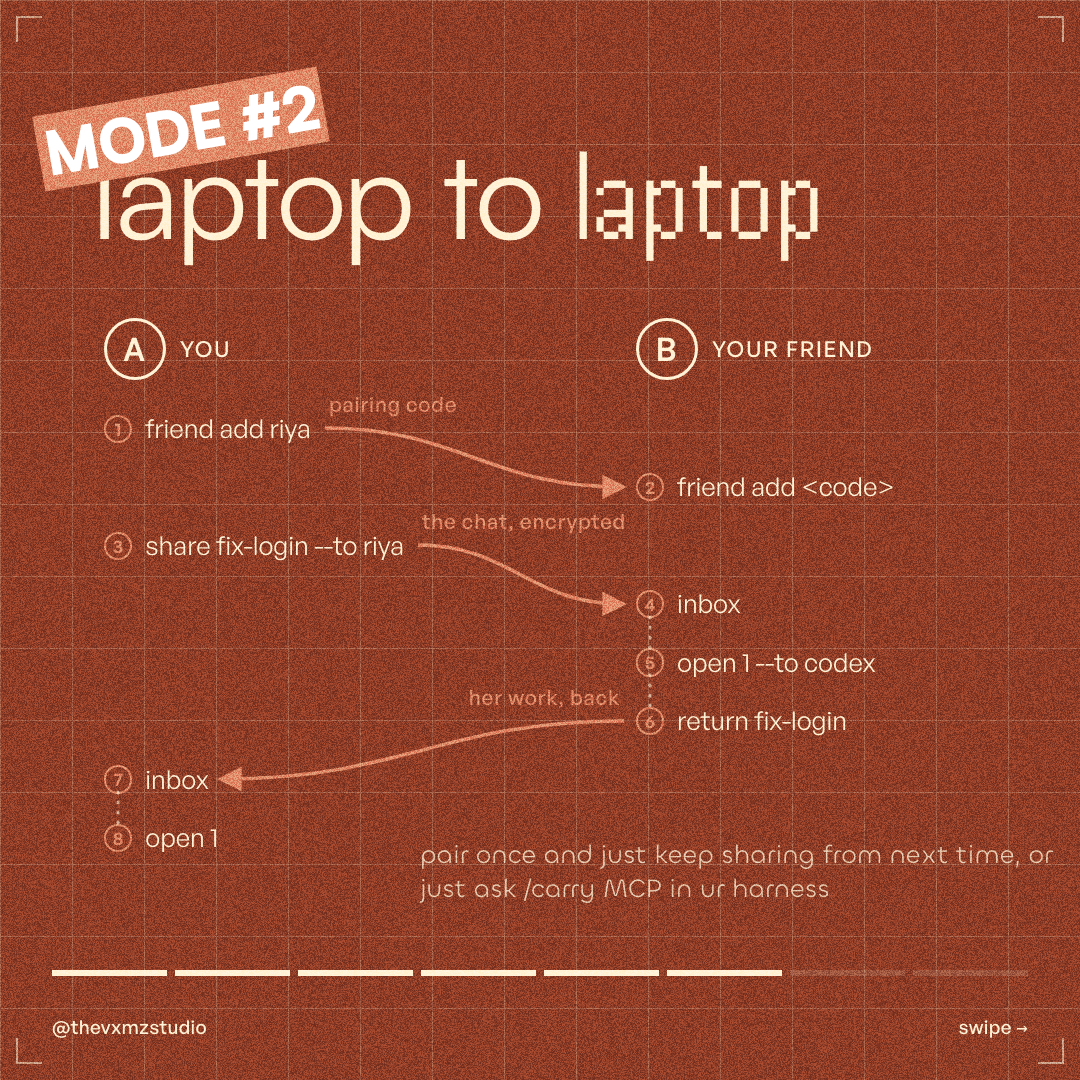 MODE #2
laptop to laptop
A YOU
B YOUR FRIEND
pairing code
1 friend add riya
2 friend add <code>
the chat, encrypted
3 share fix-login --to riya
4 inbox
5 open 1 --to codex
her work, back
6 return fix-login
7 inbox
8 open 1
pair once and just keep sharing from next time, or
just ask /carry MCP in ur harness
@thevxmzstudio
swipe →